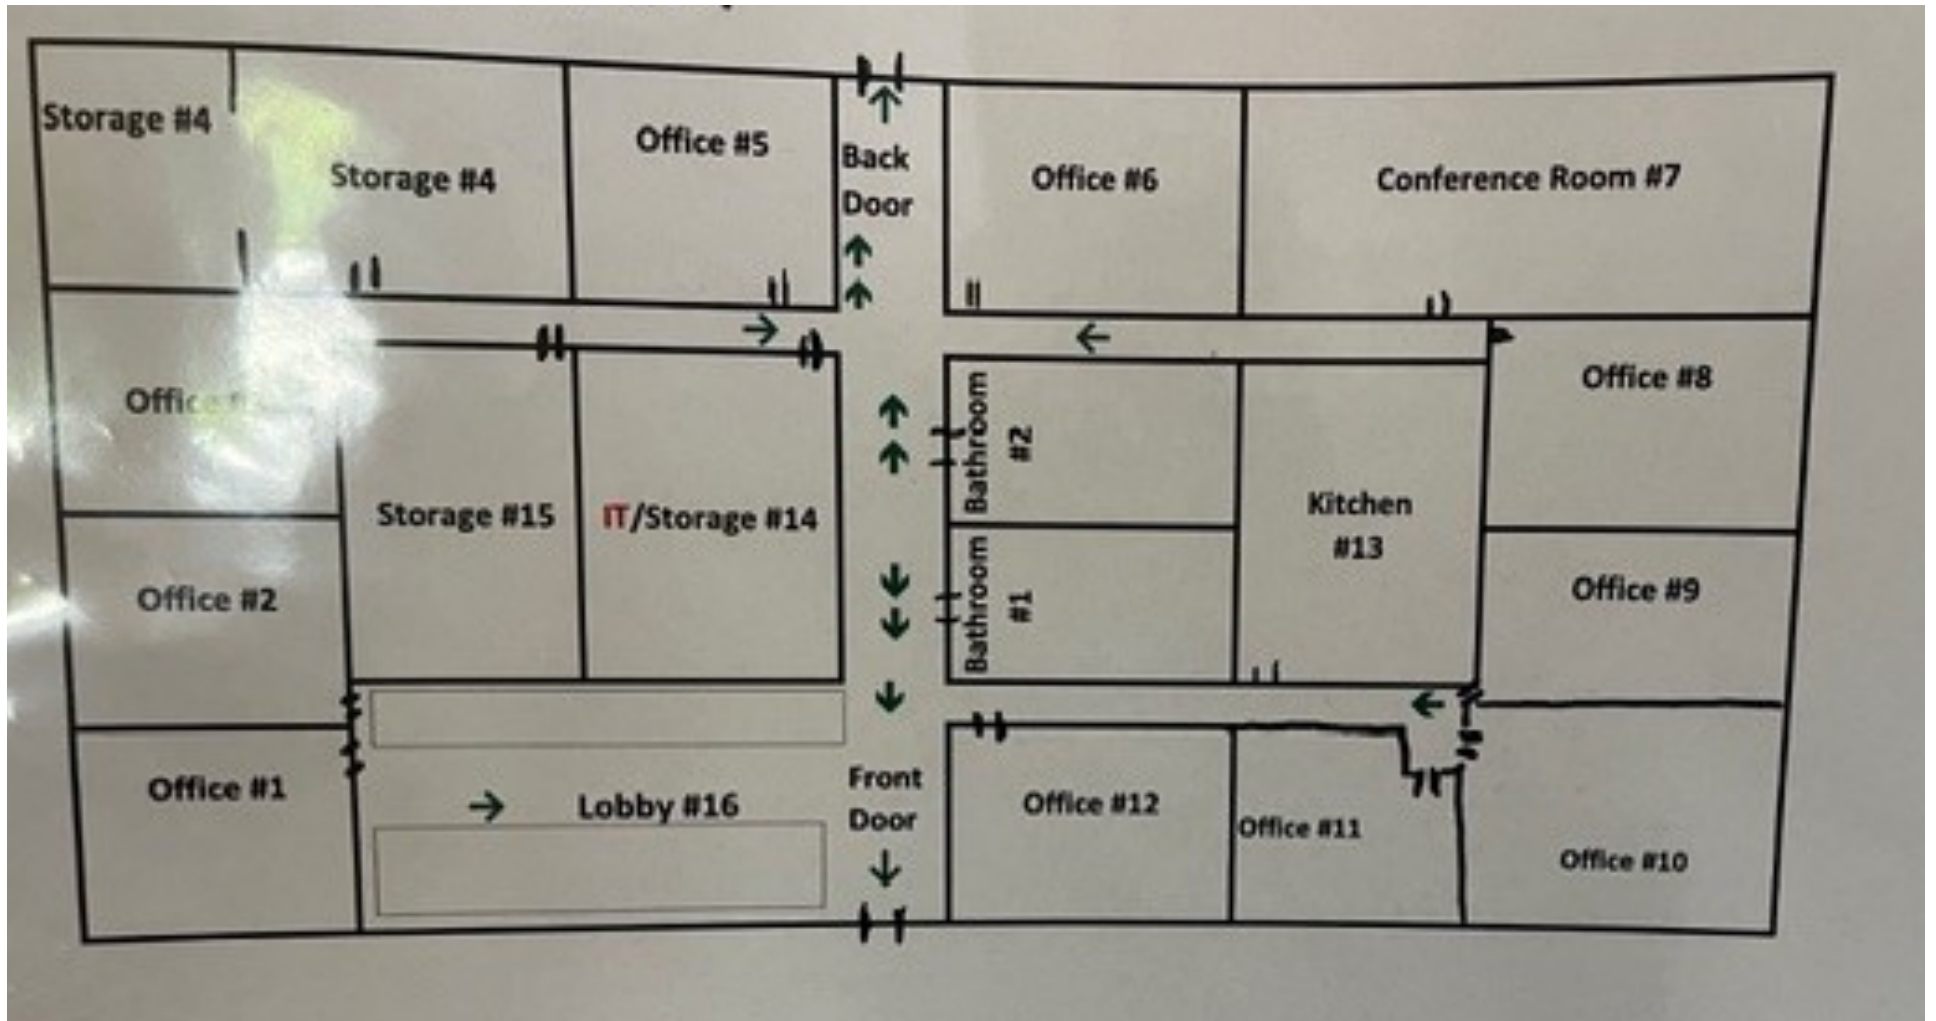 Storage #4
Storage #4
Office #5
Back
Door
Office #6
Conference Room #7
Office
Office #2
Office #1
Storage #15
IT/Storage #14
Bathroom
#2
Bathroom
#1
Kitchen
#13
Office #8
Office #9
Lobby #16
Front
Door
Office #12
Office #11
Office #10